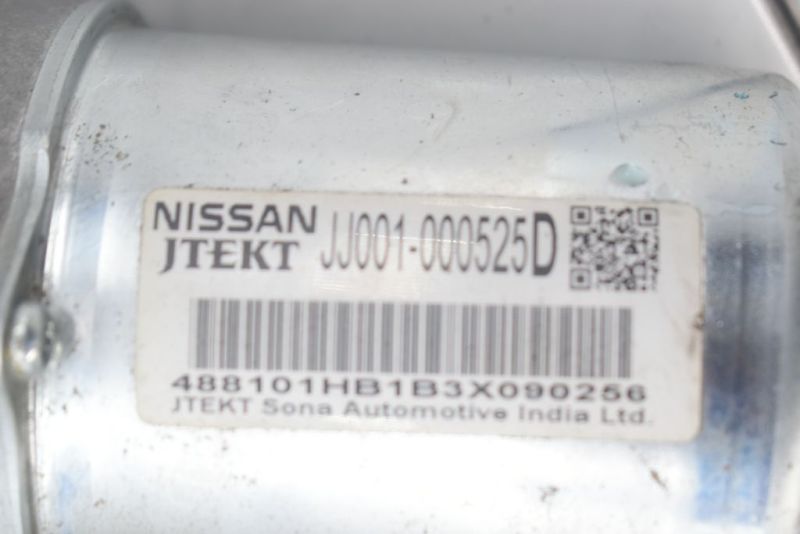 NISSAN JJ001-000525D
JTEKT
488101HB1B3X090256
JTEKT Sona Automotive India Ltd.